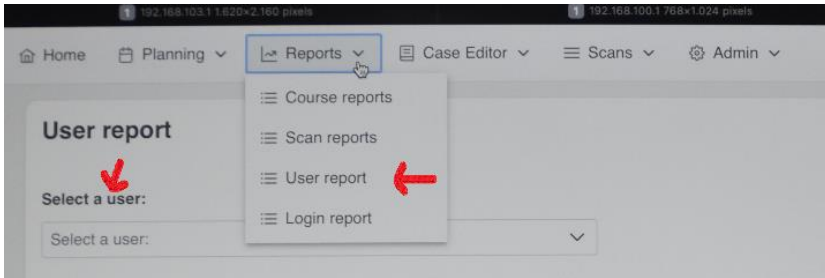 1 192.168.103.1 1.620×2.160 pixels
1 192.168.100.1 768×1.024 pixels
Home Planning Reports Case Editor Scans Admin
Course reports
User report
Scan reports
User report
Select a user:
Login report
Select a user: